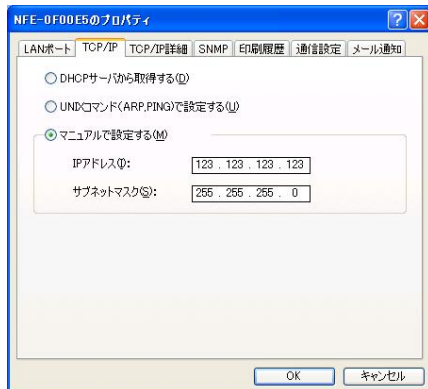 NFE-0F00E5のプロパティ
LANポート TCP/IP TCP/IP詳細 SNMP 印刷履歴 通信設定 メール通知
DHCPサーバから取得する(D)
UNIXコマンド(ARP,PING)で設定する(U)
マニュアルで設定する(M)
IPアドレス(I): 123 . 123 . 123 . 123
サブネットマスク(S): 255 . 255 . 255 . 0
OK キャンセル